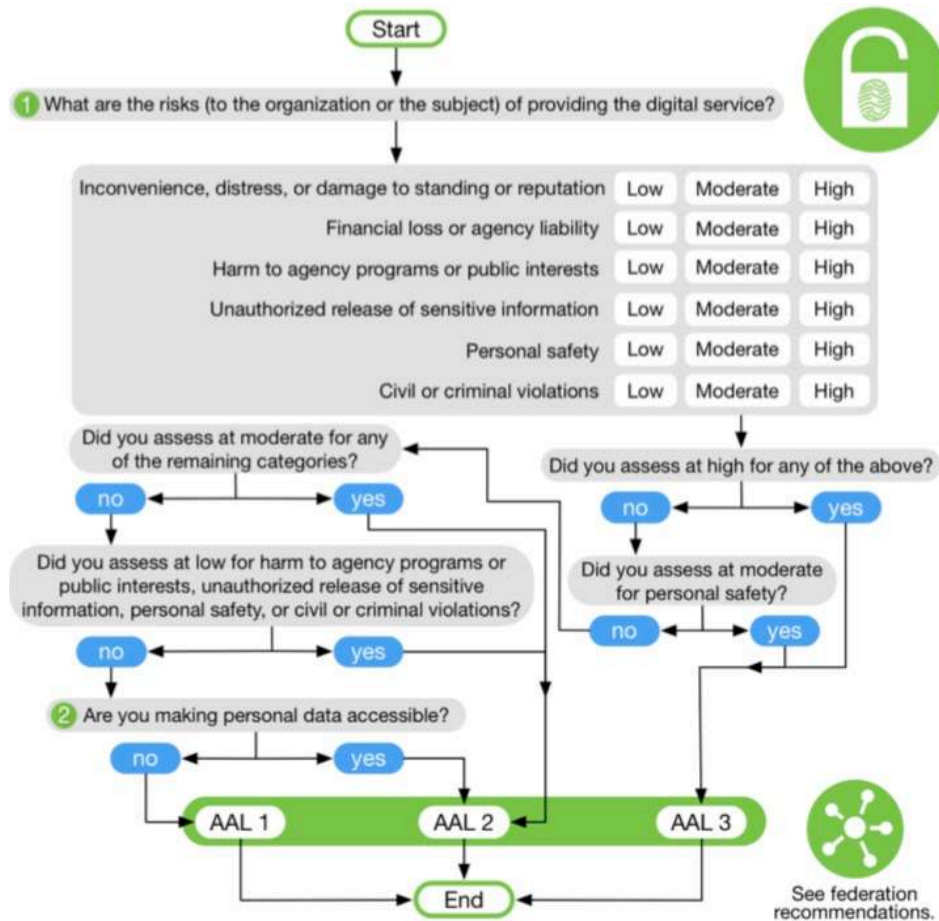 Start
1 What are the risks (to the organization or the subject) of providing the digital service?
Inconvenience, distress, or damage to standing or reputation Low Moderate High
Financial loss or agency liability Low Moderate High
Harm to agency programs or public interests Low Moderate High
Unauthorized release of sensitive information Low Moderate High
Personal safety Low Moderate High
Civil or criminal violations Low Moderate High
Did you assess at high for any of the above?
no yes
Did you assess at moderate
for personal safety?
no yes
Did you assess at moderate for any
of the remaining categories?
no yes
Did you assess at low for harm to agency programs or
public interests, unauthorized release of sensitive
information, personal safety, or civil or criminal violations?
no yes
2 Are you making personal data accessible?
no yes
AAL 1 AAL 2 AAL 3
End
See federation
recommendations.